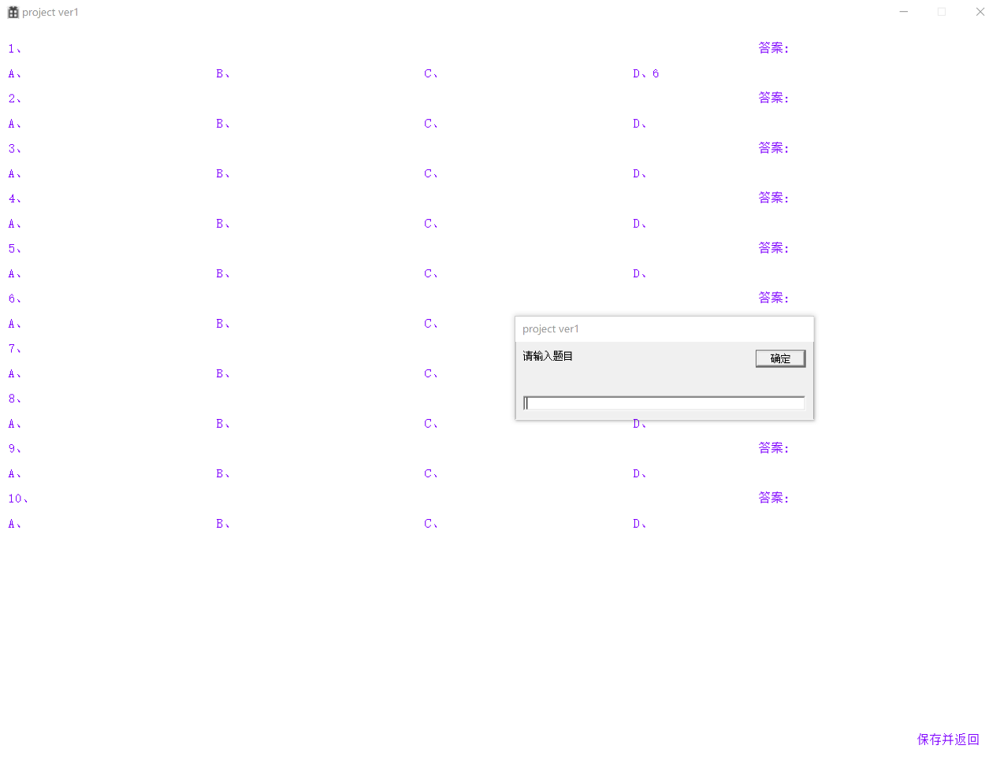 project ver1
1、 答案:
A、 B、 C、 D、6
2、 答案:
A、 B、 C、 D、
3、 答案:
A、 B、 C、 D、
4、 答案:
A、 B、 C、 D、
5、 答案:
A、 B、 C、 D、
6、 答案:
A、 B、 C、
7、
A、 B、 C、
8、
A、 B、 C、 D、
9、 答案:
A、 B、 C、 D、
10、 答案:
A、 B、 C、 D、
project ver1
请输入题目 确定
保存并返回